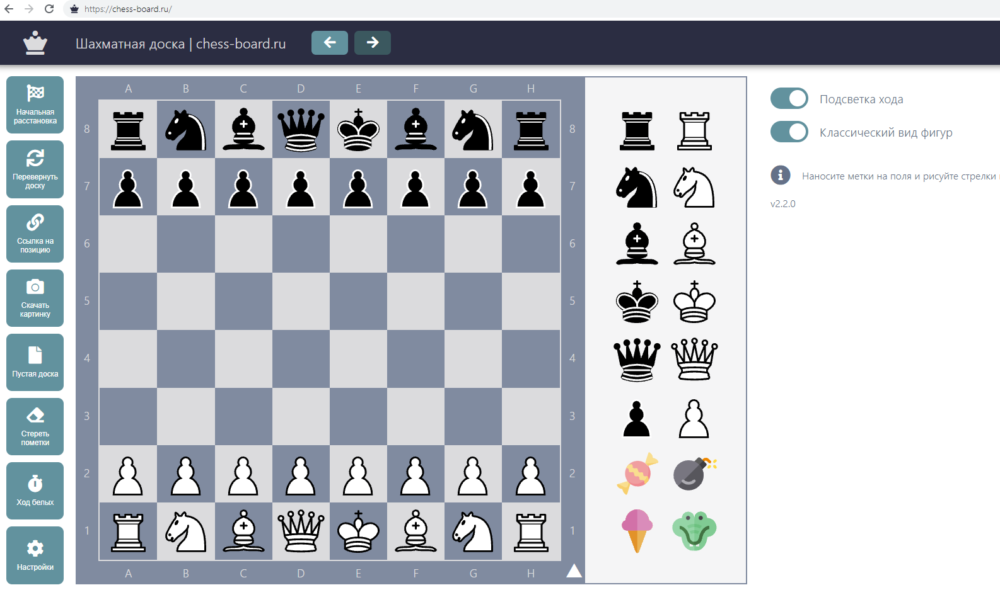 https://chess-board.ru/
Шахматная доска | chess-board.ru
Начальная
расстановка
Перевернуть
доску
Ссылка на
позицию
Скачать
картинку
Пустая доска
Стереть
пометки
Ход белых
Настройки
A B C D E F G H
8 8
7 7
6 6
5 5
4 4
3 3
2 2
1 1
A B C D E F G H
Подсветка хода
Классический вид фигур
Наносите метки на поля и рисуйте стрелки
v2.2.0